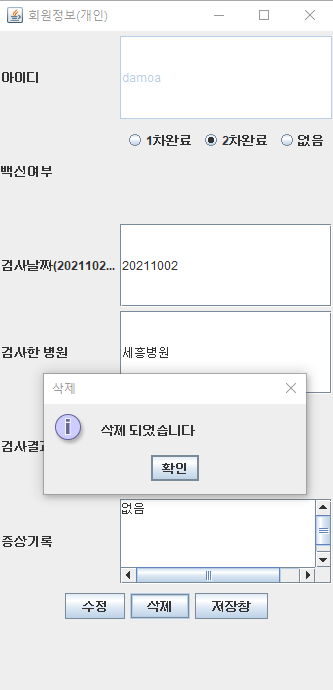 회원정보(개인)
아이디
damoa
1차완료 2차완료 없음
백신여부
검사날짜(2021102...
20211002
검사한 병원
세홍병원
삭제
검사결과
삭제 되었습니다
확인
없음
증상기록
수정 삭제 저장창